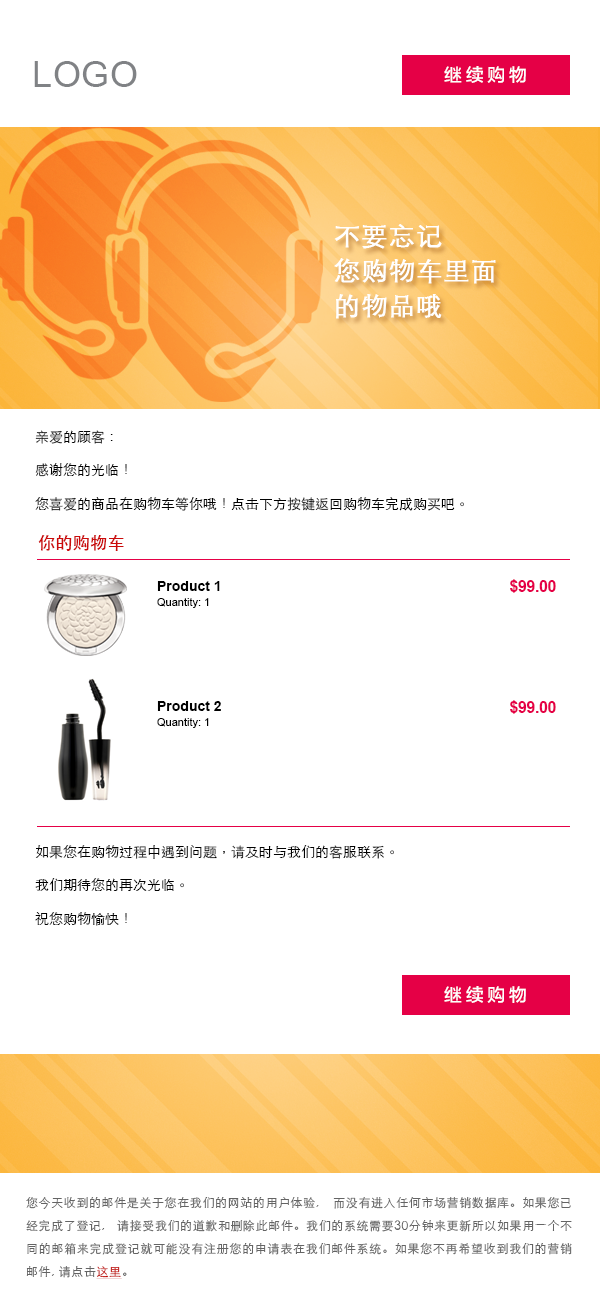 LOGO
继续购物
不要忘记
您购物车里面
的物品哦
亲爱的顾客：
感谢您的光临！
您喜爱的商品在购物车等你哦！点击下方按键返回购物车完成购买吧。
你的购物车
Product 1
$99.00
Quantity: 1
Product 2
$99.00
Quantity: 1
如果您在购物过程中遇到问题，请及时与我们的客服联系。
我们期待您的再次光临。
祝您购物愉快！
继续购物
您今天收到的邮件是关于您在我们的网站的用户体验， 而没有进入任何市场营销数据库。如果您已
经完成了登记， 请接受我们的道歉和删除此邮件。我们的系统需要30分钟来更新所以如果用一个不
同的邮箱来完成登记就可能没有注册您的申请表在我们邮件系统。如果您不再希望收到我们的营销
邮件, 请点击这里。